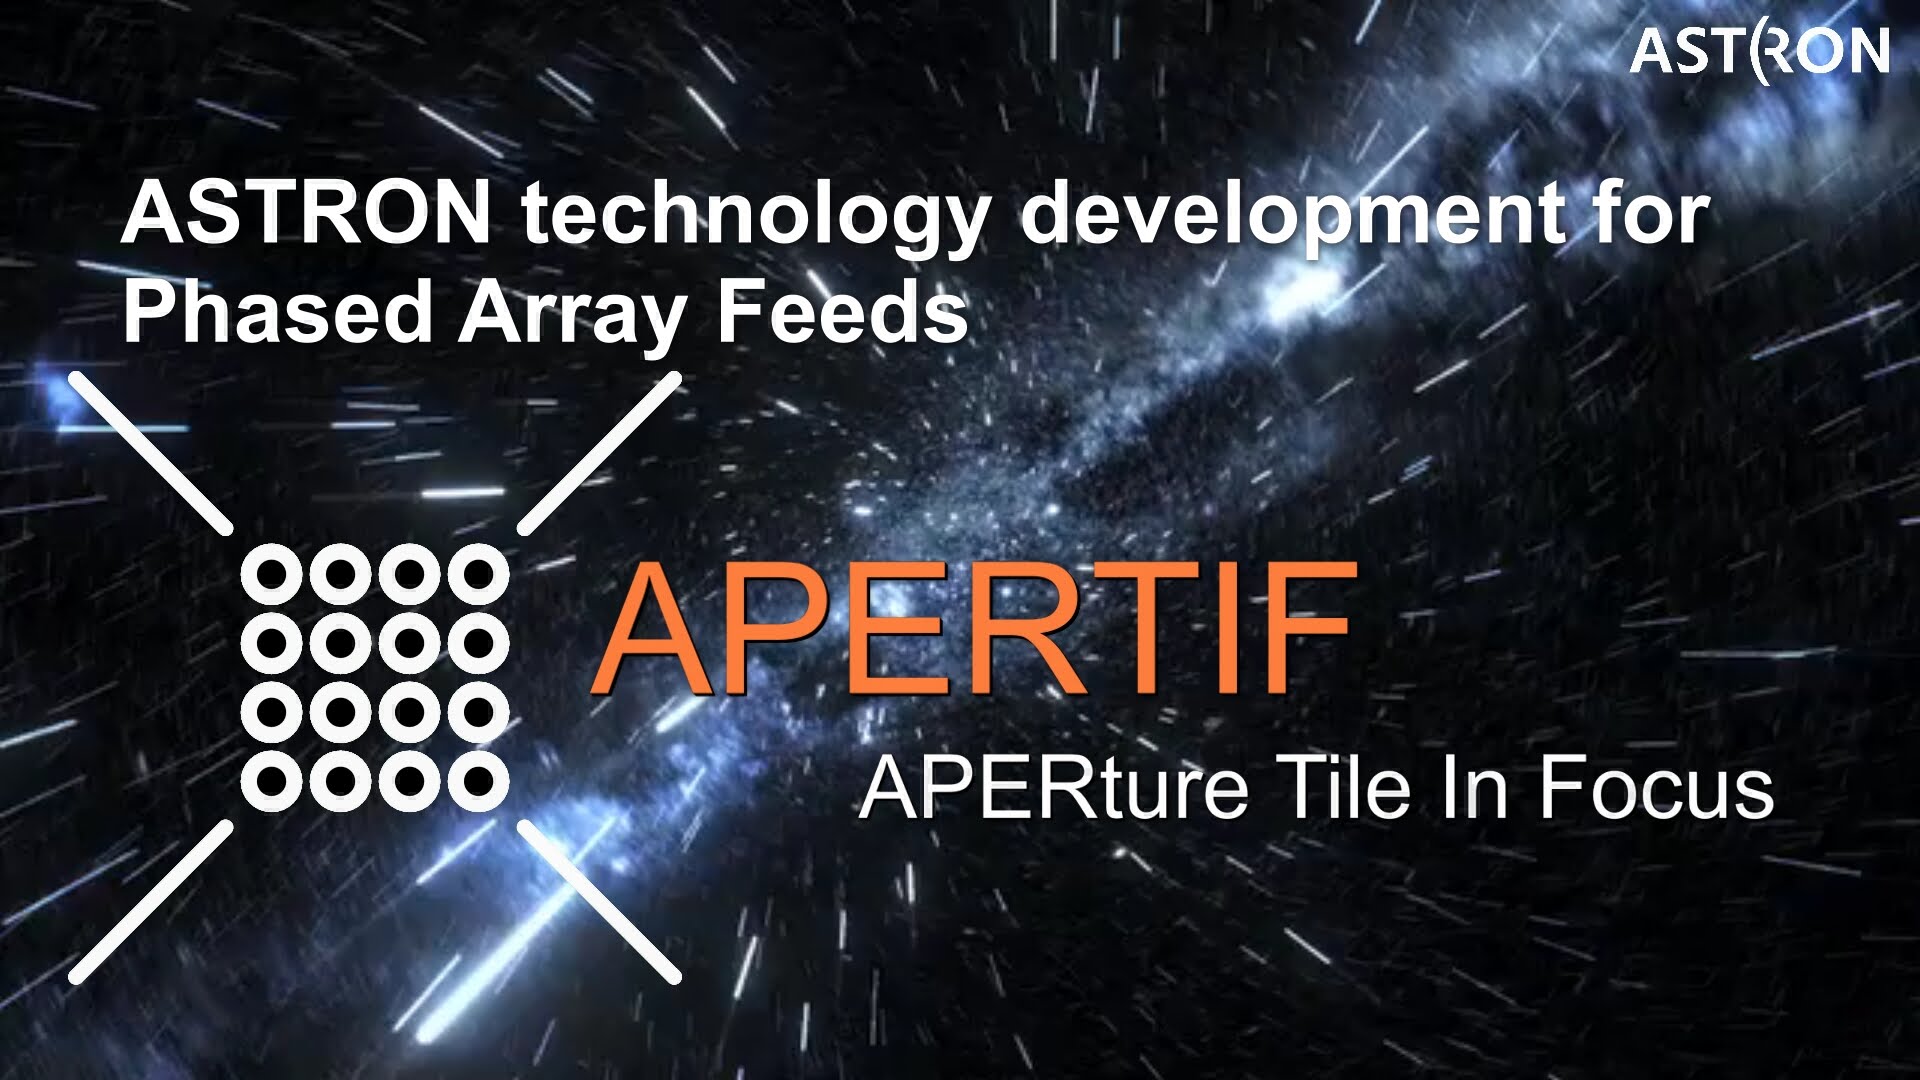 ASTRON
ASTRON technology development for
Phased Array Feeds
APERTIF
APERture Tile In Focus